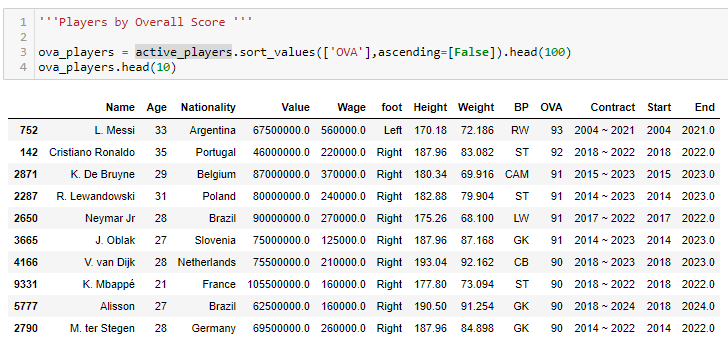 1 '''Players by Overall Score '''
2
3 ova_players = active_players.sort_values(['OVA'],ascending=[False]).head(100)
4 ova_players.head(10)
Name Age Nationality Value Wage foot Height Weight BP OVA Contract Start End
752 L. Messi 33 Argentina 67500000.0 560000.0 Left 170.18 72.186 RW 93 2004 ~ 2021 2004 2021.0
142 Cristiano Ronaldo 35 Portugal 46000000.0 220000.0 Right 187.96 83.082 ST 92 2018 ~ 2022 2018 2022.0
2871 K. De Bruyne 29 Belgium 87000000.0 370000.0 Right 180.34 69.916 CAM 91 2015 ~ 2023 2015 2023.0
2287 R. Lewandowski 31 Poland 80000000.0 240000.0 Right 182.88 79.904 ST 91 2014 ~ 2023 2014 2023.0
2650 Neymar Jr 28 Brazil 90000000.0 270000.0 Right 175.26 68.100 LW 91 2017 ~ 2022 2017 2022.0
3665 J. Oblak 27 Slovenia 75000000.0 125000.0 Right 187.96 87.168 GK 91 2014 ~ 2023 2014 2023.0
4166 V. van Dijk 28 Netherlands 75500000.0 210000.0 Right 193.04 92.162 CB 90 2018 ~ 2023 2018 2023.0
9331 K. Mbappé 21 France 105500000.0 160000.0 Right 177.80 73.094 ST 90 2018 ~ 2022 2018 2022.0
5777 Alisson 27 Brazil 62500000.0 160000.0 Right 190.50 91.254 GK 90 2018 ~ 2024 2018 2024.0
2790 M. ter Stegen 28 Germany 69500000.0 260000.0 Right 187.96 84.898 GK 90 2014 ~ 2022 2014 2022.0